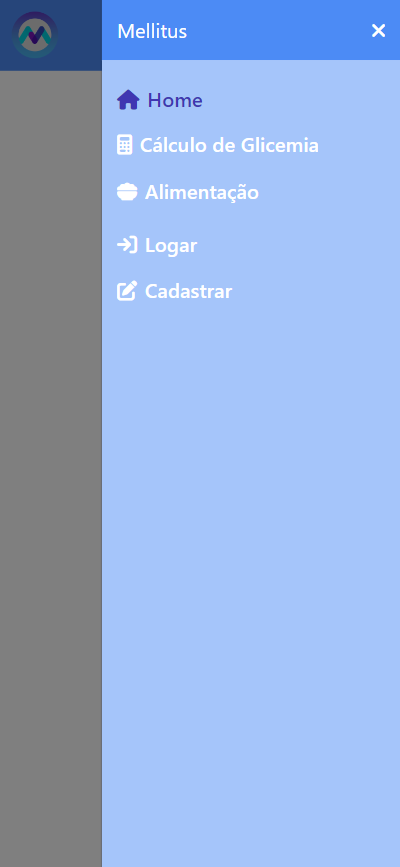 Mellitus
Home
Cálculo de Glicemia
Alimentação
Logar
Cadastrar